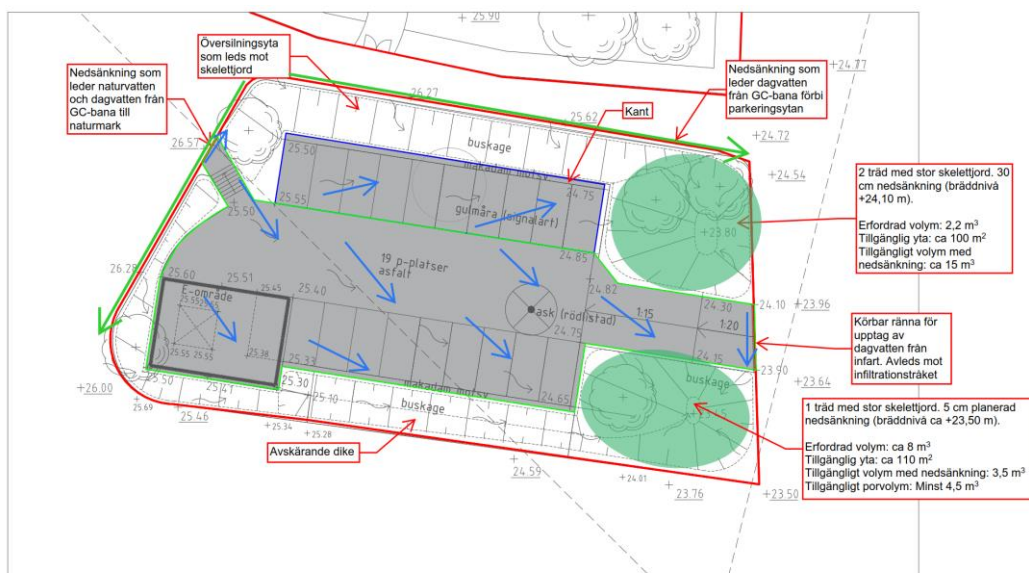 25.90
Översilningsyta
som leds mot
skelettjord
Nedsänkning som
leder naturvatten
och dagvatten från
GC-bana till
naturmark
Nedsänkning som
leder dagvatten
från GC-bana förbi
parkeringsytan
+24.77
26.27
25.62
Kant
+24.72
26.57
buskage
25.50
makadam motsv
24.75
+24.54
2 träd med stor skelettjord. 30
cm nedsänkning (bräddnivå
+24,10 m).
Erfordrad volym: 2,2 m³
Tillgänglig yta: ca 100 m²
Tillgängligt volym med
nedsänkning: ca 15 m³
25.50
25.55
gulmåra (signalart)
+23.80
24.85
19 p-platser
asfalt
26.28
25.60
25.51
25.45
25.40
E-område
24.82
24.30
24.10
+23.96
ask (rödlistad)
1:15
1:20
24.75
Körbar ränna för
upptag av
dagvatten från
infart. Avleds mot
infiltrationstråket
25.55
25.55
25.38
25.33
24.15
23.90
+26.00
25.50
25.41
25.30
25.10
makadam motsv
24.65
buskage
buskage
+23.64
25.69
25.46
25.34
+25.28
Avskärande dike
24.59
+24.01
23.76
+23.50
1 träd med stor skelettjord. 5 cm planerad
nedsänkning (bräddnivå ca +23,50 m).
Erfordrad volym: ca 8 m³
Tillgänglig yta: ca 110 m²
Tillgängligt volym med nedsänkning: 3,5 m³
Tillgängligt porvolym: Minst 4,5 m³